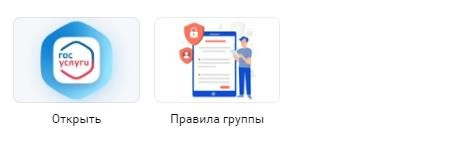 гос
услуги
Открыть
Правила группы